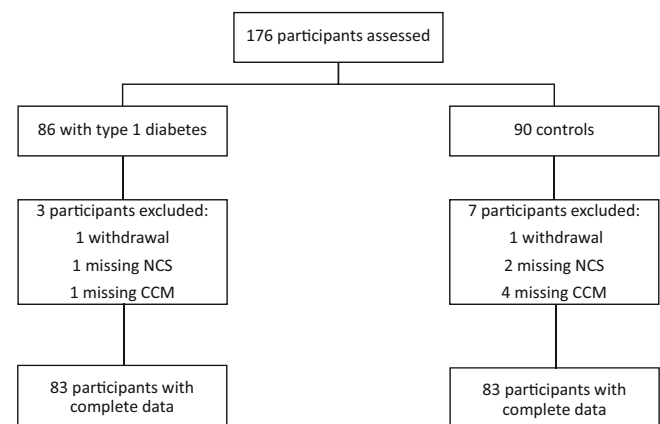 176 participants assessed
86 with type 1 diabetes
90 controls
3 participants excluded:
1 withdrawal
1 missing NCS
1 missing CCM
7 participants excluded:
1 withdrawal
2 missing NCS
4 missing CCM
83 participants with
complete data
83 participants with
complete data